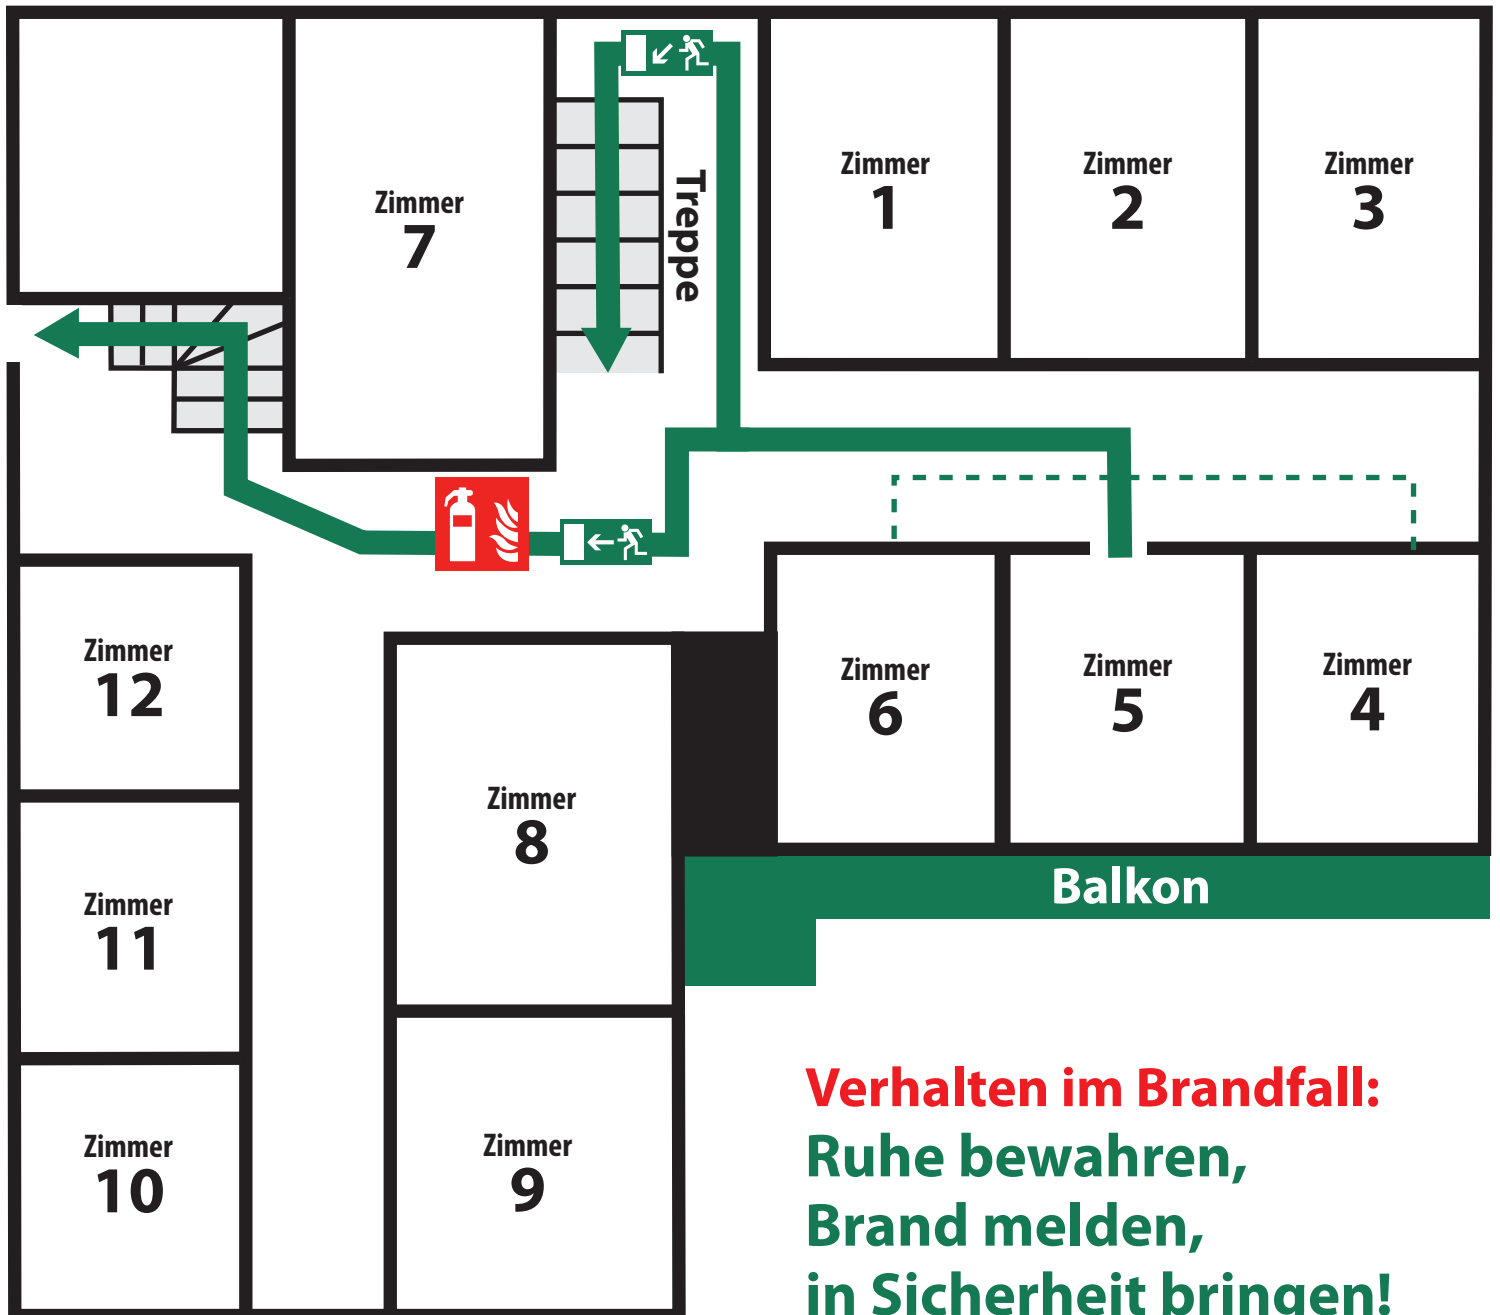 Zimmer
1
Zimmer
2
Zimmer
3
Zimmer
7
Treppe
Zimmer
12
Zimmer
6
Zimmer
5
Zimmer
4
Zimmer
8
Balkon
Zimmer
11
Zimmer
10
Zimmer
9
Verhalten im Brandfall:
Ruhe bewahren,
Brand melden,
in Sicherheit bringen!